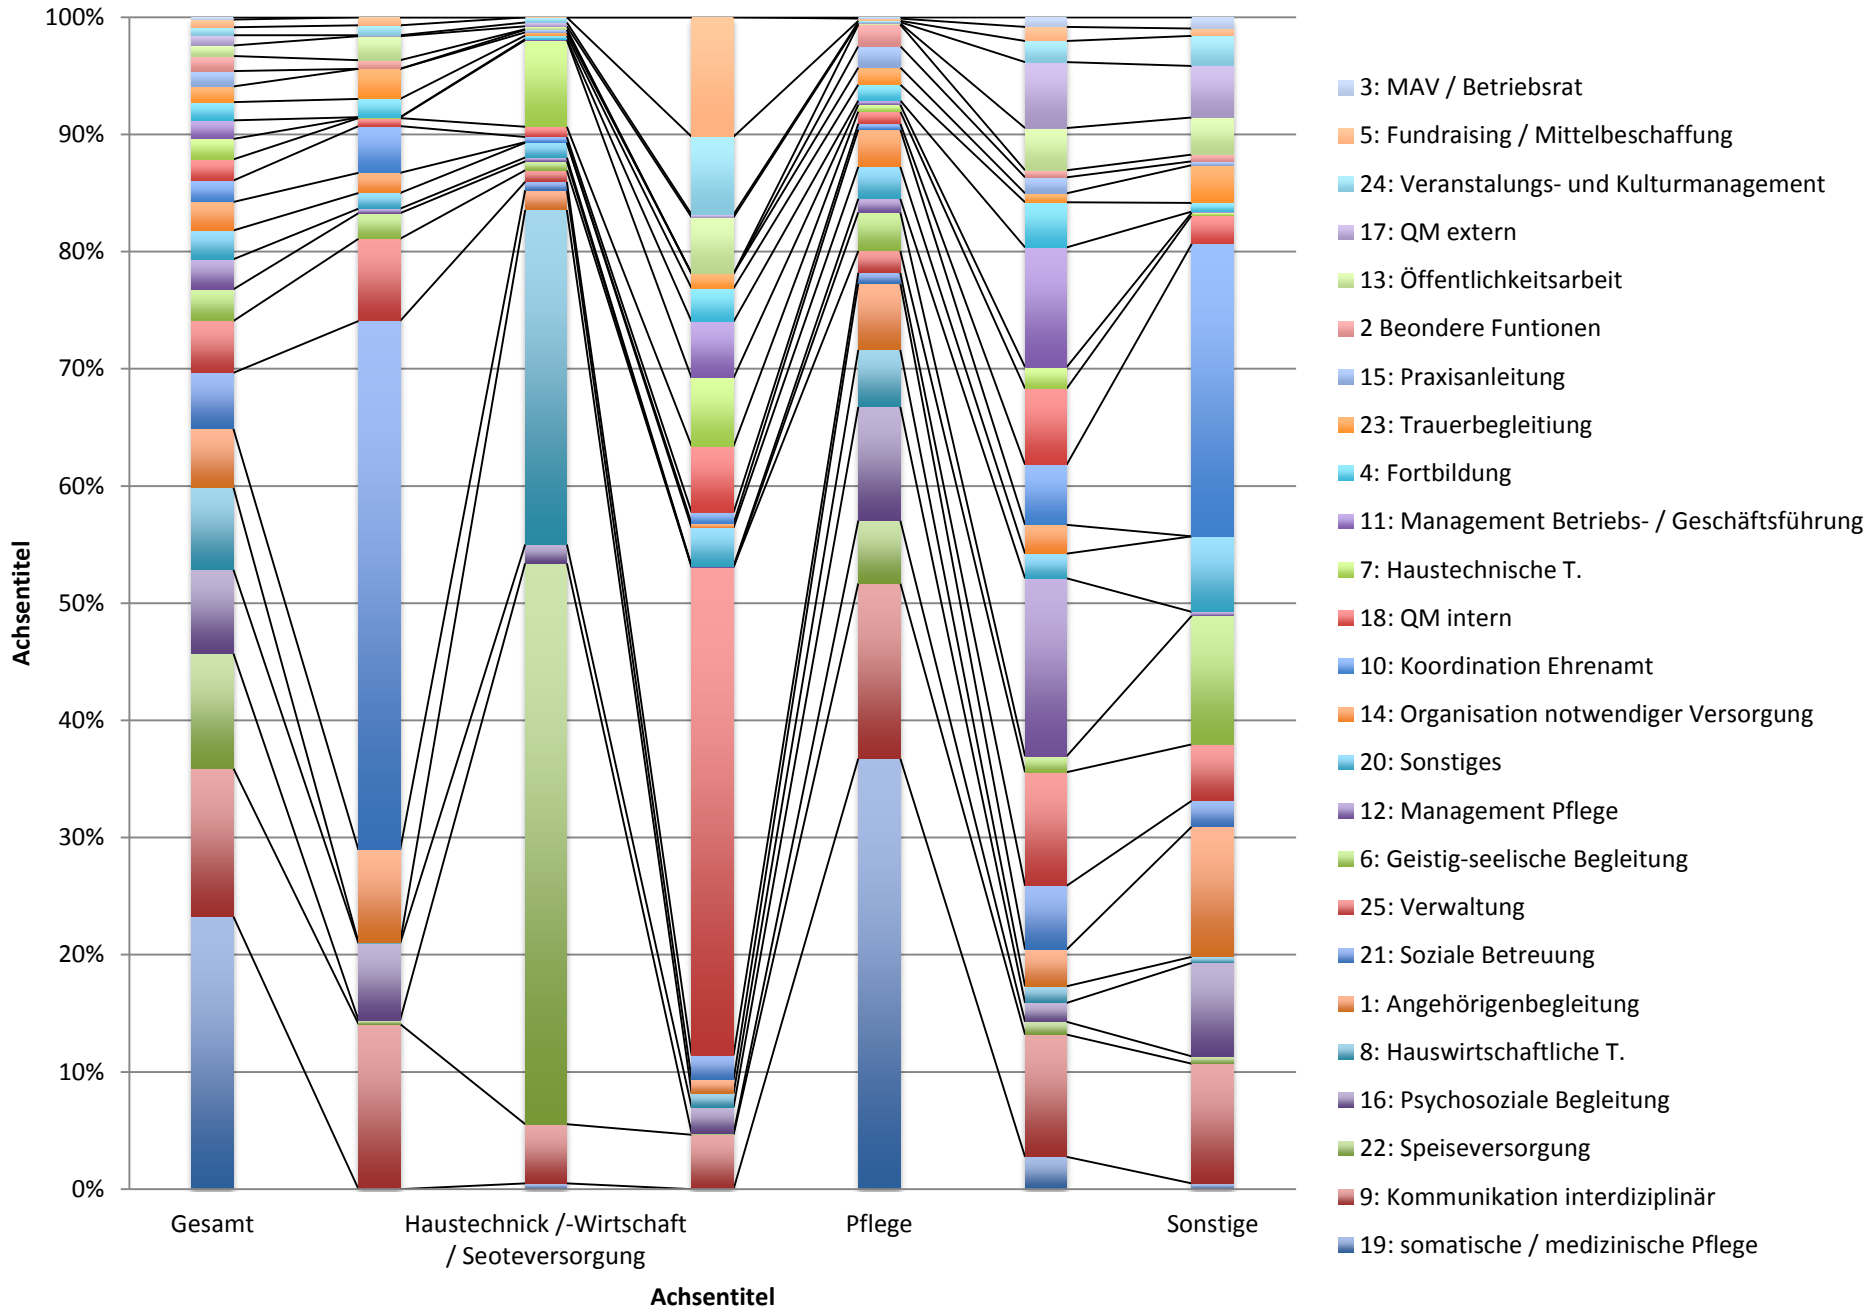 100%
90%
80%
70%
60%
50%
40%
30%
20%
10%
0%
Achsentitel
Gesamt
Haustechnick /-Wirtschaft
/ Seoteversorgung
Pflege
Sonstige
Achsentitel
3: MAV / Betriebsrat
5: Fundraising / Mittelbeschaffung
24: Veranstalungs- und Kulturmanagement
17: QM extern
13: Öffentlichkeitsarbeit
2 Beondere Funtionen
15: Praxisanleitung
23: Trauerbegleitiung
4: Fortbildung
11: Management Betriebs- / Geschäftsführung
7: Haustechnische T.
18: QM intern
10: Koordination Ehrenamt
14: Organisation notwendiger Versorgung
20: Sonstiges
12: Management Pflege
6: Geistig-seelische Begleitung
25: Verwaltung
21: Soziale Betreuung
1: Angehörigenbegleitung
8: Hauswirtschaftliche T.
16: Psychosoziale Begleitung
22: Speiseversorgung
9: Kommunikation interdiziplinär
19: somatische / medizinische Pflege